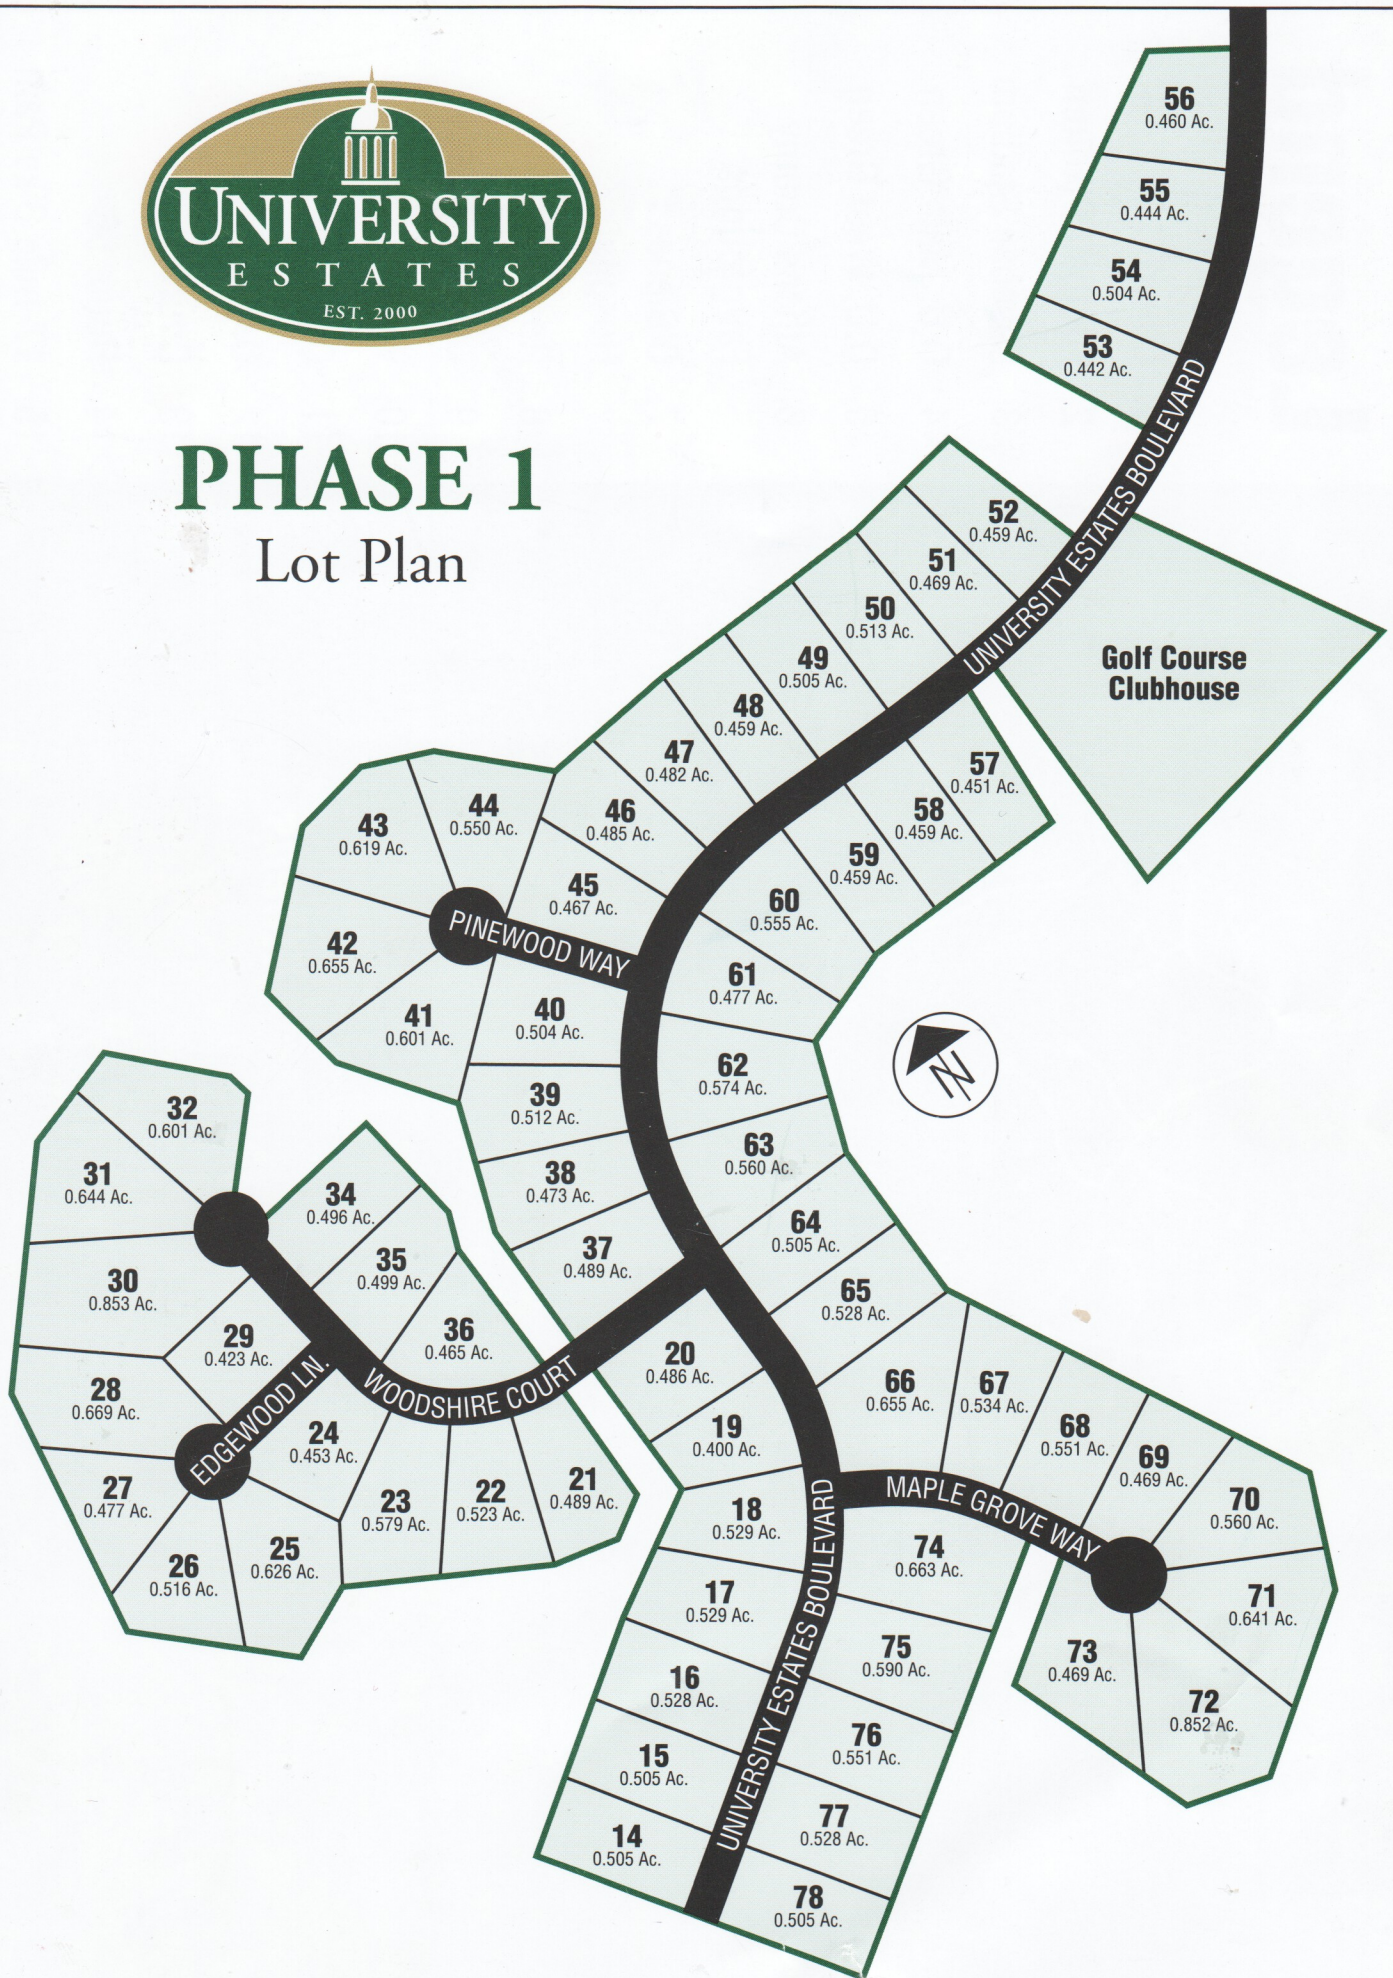 UNIVERSITY
ESTATES
EST. 2000
PHASE 1
Lot Plan
56
0.460 Ac.
55
0.444 Ac.
54
0.504 Ac.
53
0.442 Ac.
UNIVERSITY ESTATES BOULEVARD
52
0.459 Ac.
51
0.469 Ac.
50
0.513 Ac.
49
0.505 Ac.
48
0.459 Ac.
47
0.482 Ac.
46
0.485 Ac.
45
0.467 Ac.
44
0.550 Ac.
43
0.619 Ac.
42
0.655 Ac.
41
0.601 Ac.
PINEWOOD WAY
40
0.504 Ac.
39
0.512 Ac.
38
0.473 Ac.
37
0.489 Ac.
Golf Course
Clubhouse
57
0.451 Ac.
58
0.459 Ac.
59
0.459 Ac.
60
0.555 Ac.
61
0.477 Ac.
62
0.574 Ac.
63
0.560 Ac.
64
0.505 Ac.
65
0.528 Ac.
66
0.655 Ac.
67
0.534 Ac.
68
0.551 Ac.
69
0.469 Ac.
70
0.560 Ac.
71
0.641 Ac.
72
0.852 Ac.
73
0.469 Ac.
MAPLE GROVE WAY
N
32
0.601 Ac.
31
0.644 Ac.
30
0.853 Ac.
29
0.423 Ac.
28
0.669 Ac.
27
0.477 Ac.
26
0.516 Ac.
25
0.626 Ac.
24
0.453 Ac.
EDGEWOOD LN.
34
0.496 Ac.
35
0.499 Ac.
36
0.465 Ac.
WOODSHIRE COURT
23
0.579 Ac.
22
0.523 Ac.
21
0.489 Ac.
20
0.486 Ac.
19
0.400 Ac.
18
0.529 Ac.
17
0.529 Ac.
16
0.528 Ac.
15
0.505 Ac.
14
0.505 Ac.
UNIVERSITY ESTATES BOULEVARD
74
0.663 Ac.
75
0.590 Ac.
76
0.551 Ac.
77
0.528 Ac.
78
0.505 Ac.